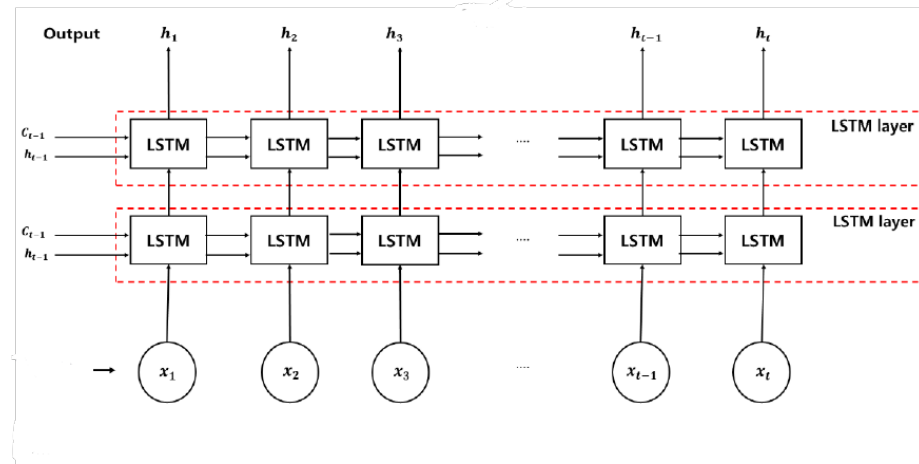 Output h₁ h₂ h₃ hₜ₋₁ hₜ
LSTM layer
Cₜ₋₁
hₜ₋₁
LSTM LSTM LSTM .... LSTM LSTM
LSTM layer
Cₜ₋₁
hₜ₋₁
LSTM LSTM LSTM .... LSTM LSTM
x₁ x₂ x₃ .... xₜ₋₁ xₜ